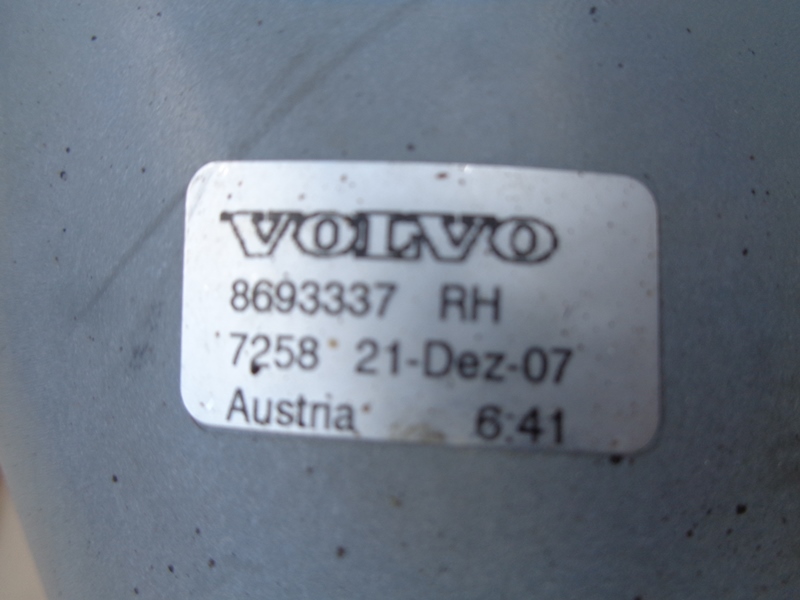 VOLVO
8693337 RH
7258 21-Dez-07
Austria 6:41